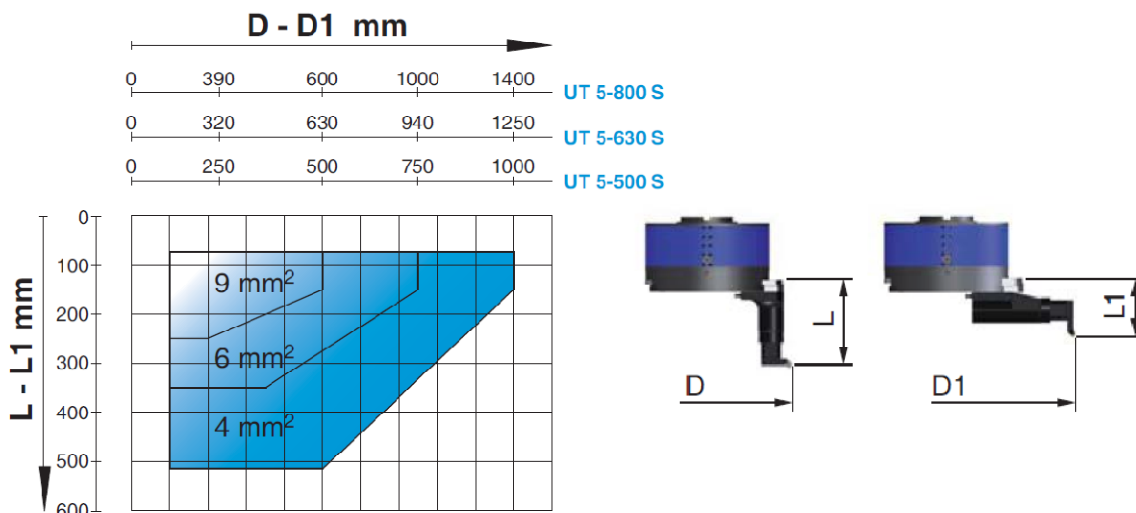 D - D1 mm
0 390 600 1000 1400 UT 5-800 S
0 320 630 940 1250 UT 5-630 S
0 250 500 750 1000 UT 5-500 S
L - L1 mm
0
100
200
300
400
500
600
9 mm²
6 mm²
4 mm²
L
D
L1
D1